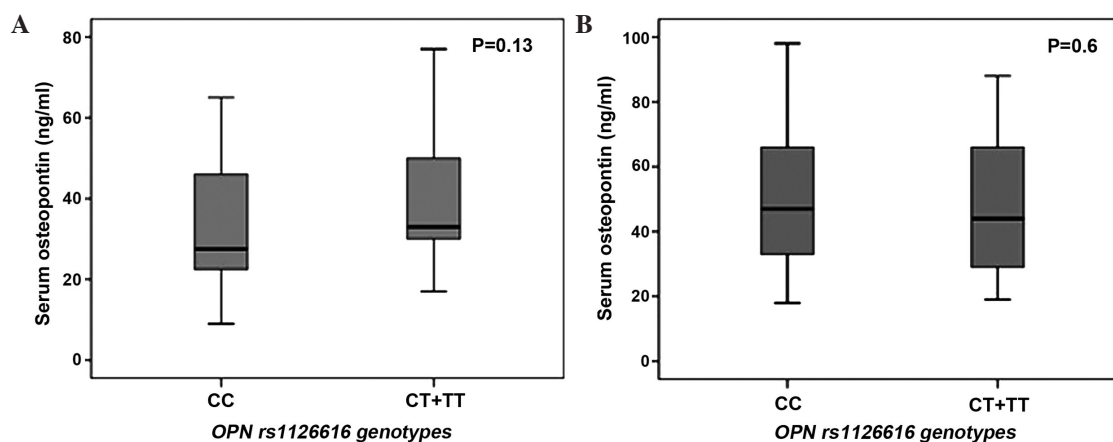 A
P=0.13
Serum osteopontin (ng/ml)
80
60
40
20
0
CC
CT+TT
OPN rs1126616 genotypes
B
P=0.6
Serum osteopontin (ng/ml)
100
80
60
40
20
0
CC
CT+TT
OPN rs1126616 genotypes